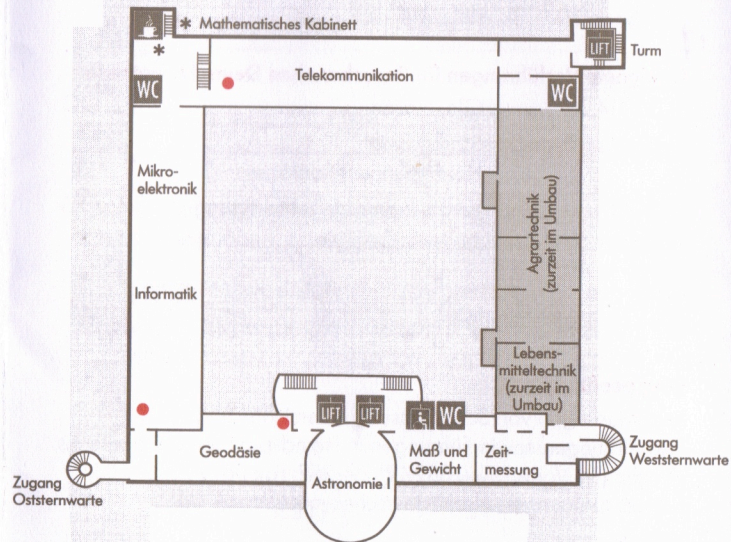 * Mathematisches Kabinett
*
LIFT
Turm
Telekommunikation
WC
WC
Mikro-
elektronik
Agrartechnik
(zurzeit im Umbau)
Informatik
Lebens-
mitteltechnik
(zurzeit im
Umbau)
LIFT
LIFT
WC
Geodäsie
Maß und
Gewicht
Zeit-
messung
Astronomie I
Zugang
Weststernwarte
Zugang
Oststernwarte